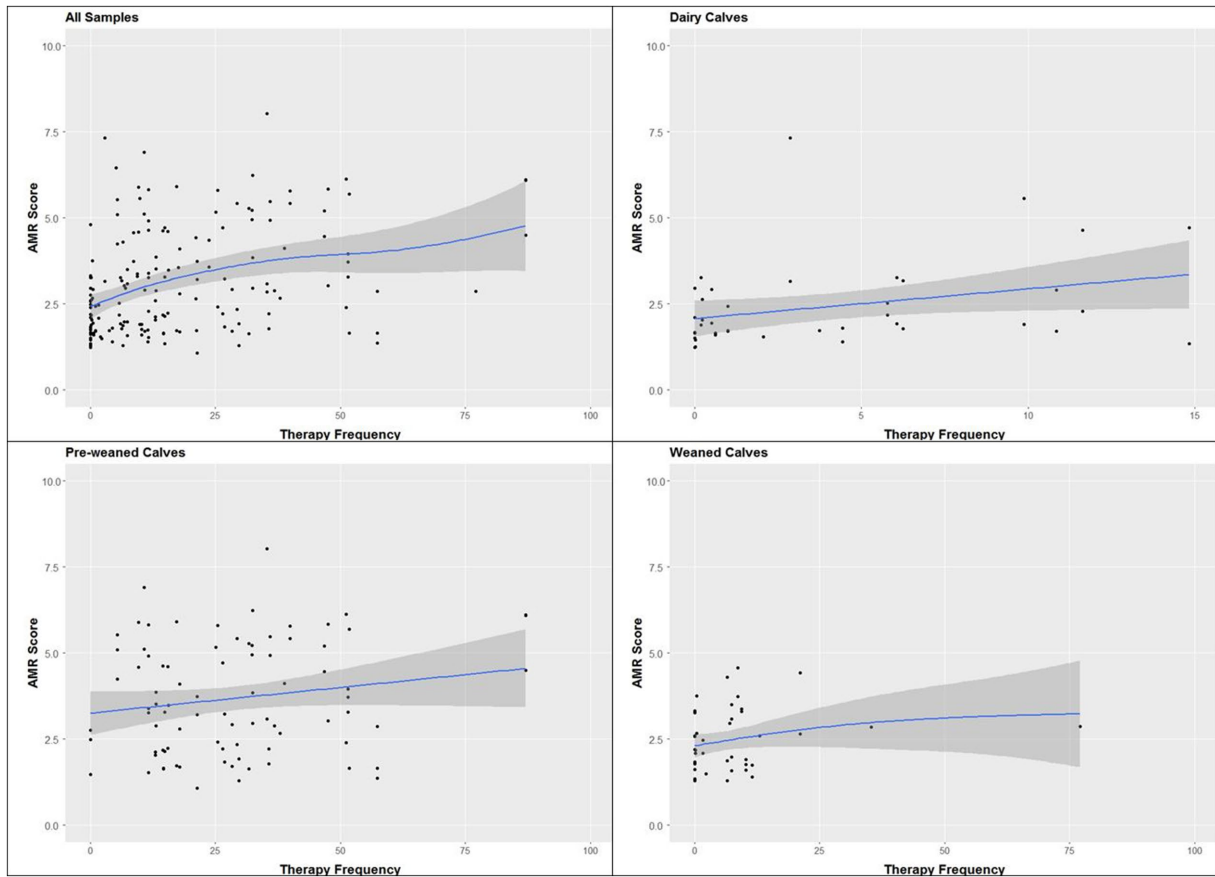 All Samples
10.0
7.5
5.0
2.5
0.0
AMR Score
0 25 50 75 100
Therapy Frequency
Dairy Calves
10.0
7.5
5.0
2.5
0.0
AMR Score
0 5 10 15
Therapy Frequency
Pre-weaned Calves
10.0
7.5
5.0
2.5
0.0
AMR Score
0 25 50 75 100
Therapy Frequency
Weaned Calves
10.0
7.5
5.0
2.5
0.0
AMR Score
0 25 50 75 100
Therapy Frequency